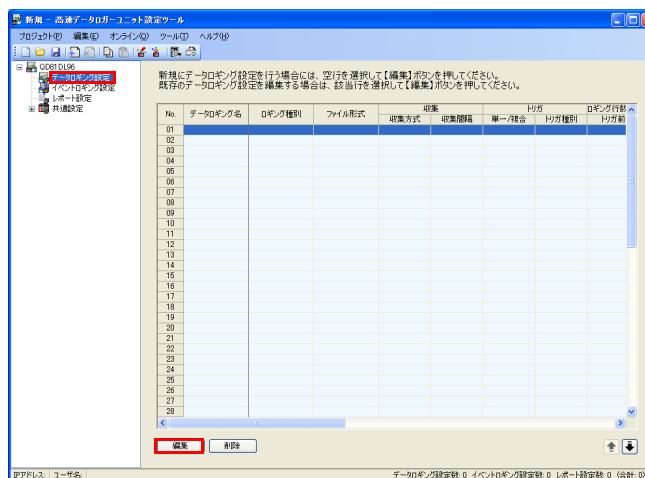 新規 - 高速データロガーユニット設定ツール
プロジェクト(P) 編集(E) オンライン(O) ツール(T) ヘルプ(H)
QD81DL96
データロギング設定
イベントロギング設定
レポート設定
共通設定
新規にデータロギング設定を行う場合には、空行を選択して【編集】ボタンを押してください。
既存のデータロギング設定を編集する場合は、該当行を選択して【編集】ボタンを押してください。
No. データロギング名 ロギング種別 ファイル形式 収集 トリガ ロギング行数
収集方式 収集間隔 単一/複合 トリガ種別 トリガ前
01
02
03
04
05
06
07
08
09
10
11
12
13
14
15
16
17
18
19
20
21
22
23
24
25
26
27
28
編集 削除
IPアドレス: ユーザ名: データロギング設定数: 0 イベントロギング設定数: 0 レポート設定数: 0 (合計: 0)